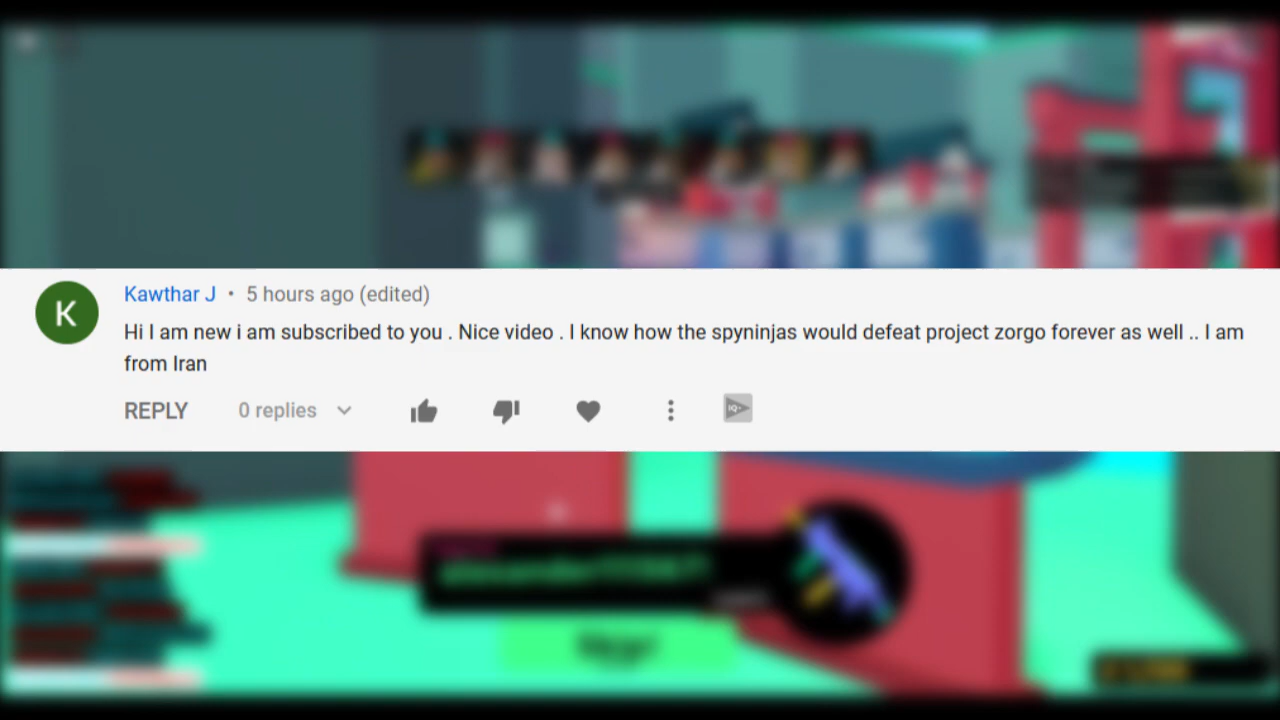 K
Kawthar J • 5 hours ago (edited)
Hi I am new i am subscribed to you . Nice video . I know how the spyninjas would defeat project zorgo forever as well .. I am
from Iran
REPLY 0 replies
IQ+